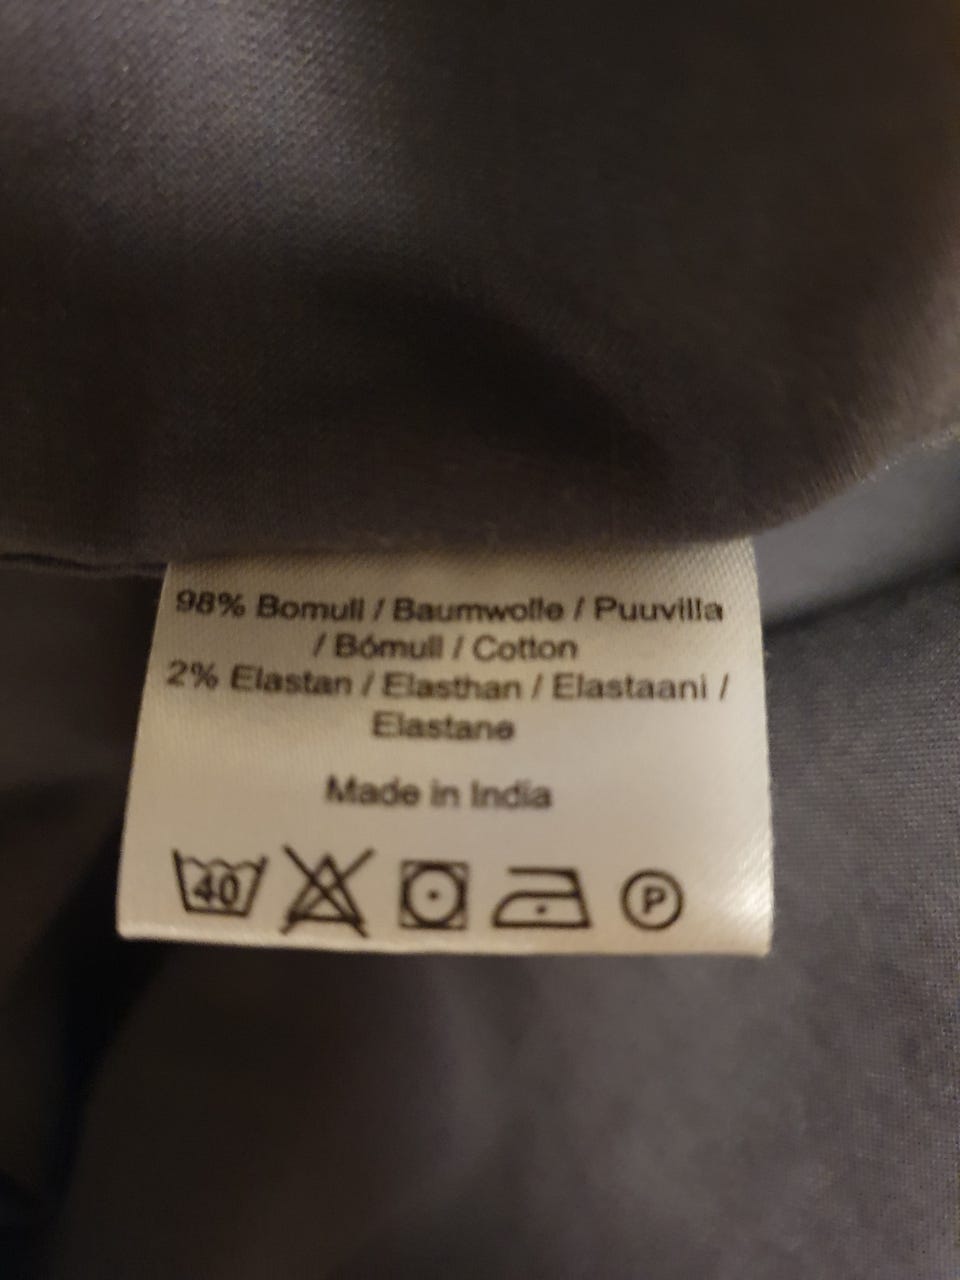 98% Bomull / Baumwolle / Puuvilla
/ Bómull / Cotton
2% Elastan / Elasthan / Elastaani /
Elastane
Made in India
40 P